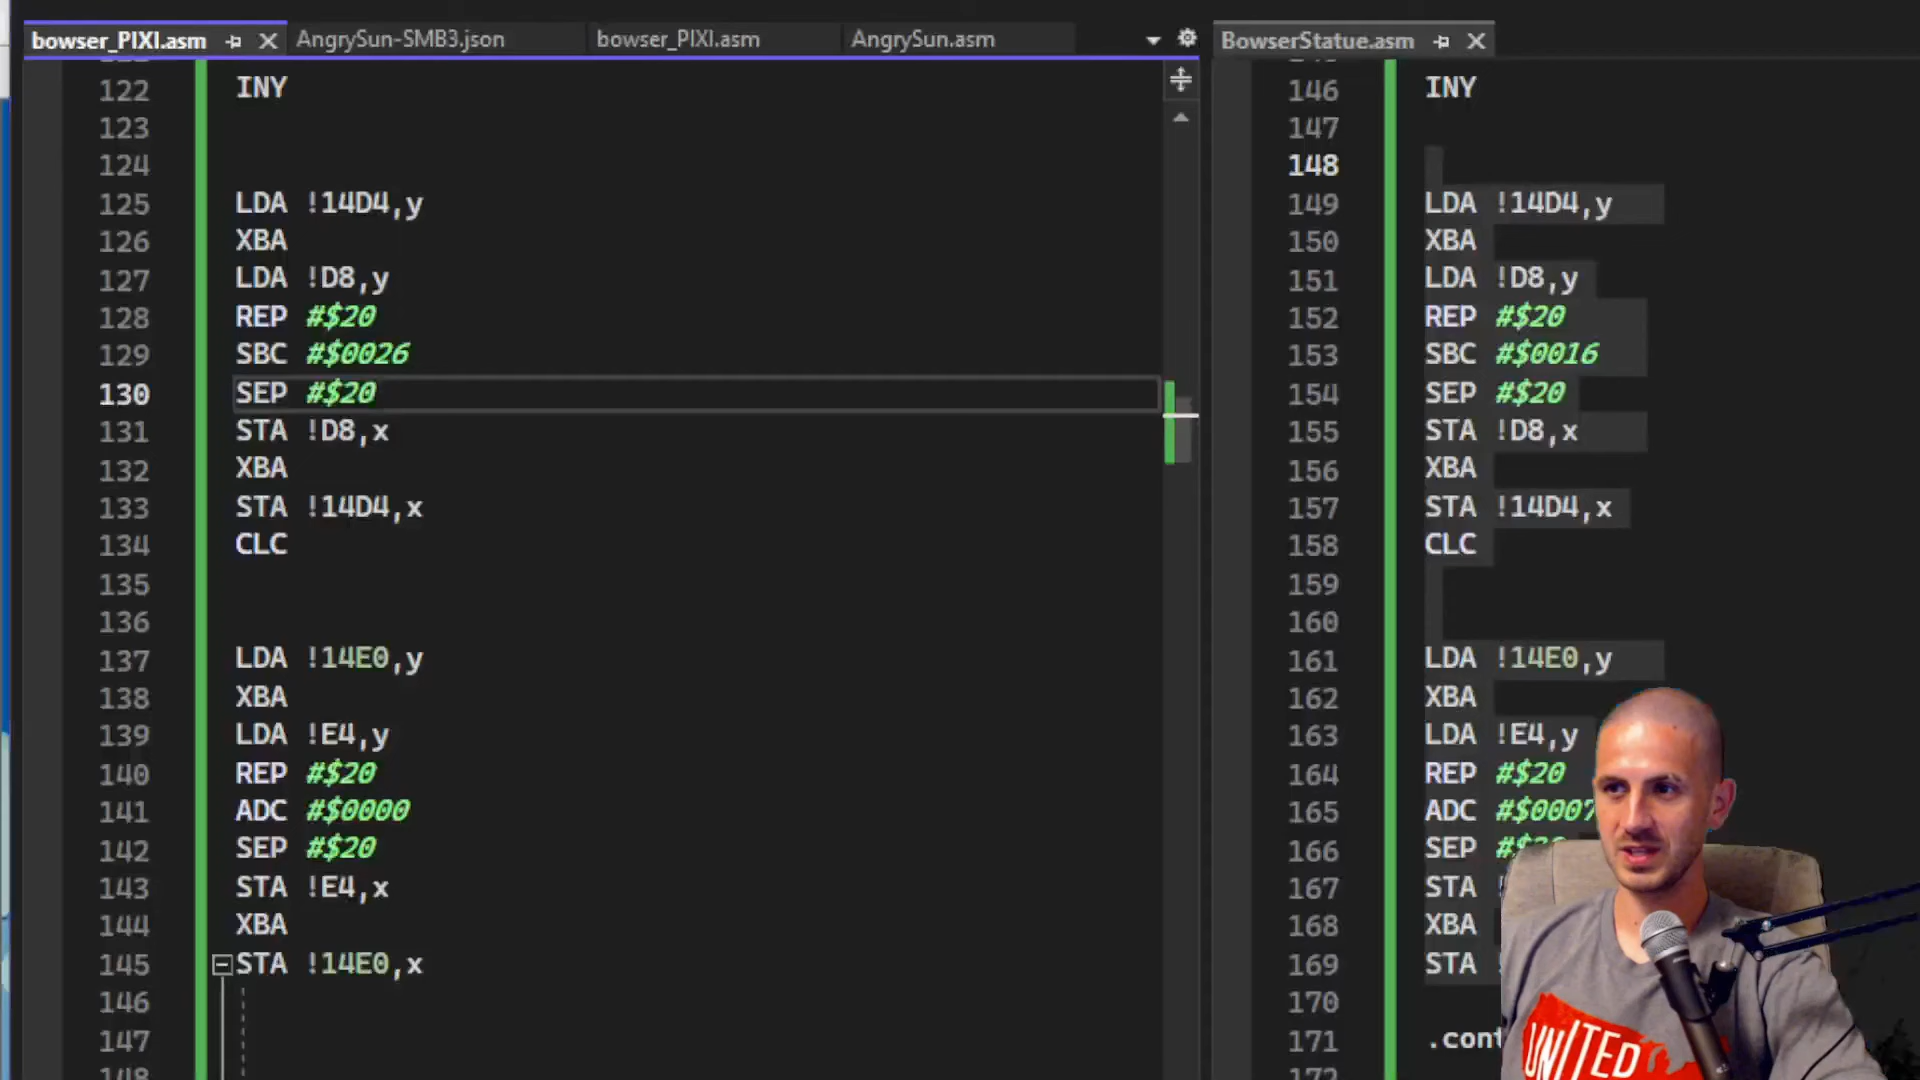 bowser_PIXI.asm
AngrySun-SMB3.json
bowser_PIXI.asm
AngrySun.asm
BowserStatue.asm
122 INY
123
124
125 LDA !14D4,y
126 XBA
127 LDA !D8,y
128 REP #$20
129 SBC #$0026
130 SEP #$20
131 STA !D8,x
132 XBA
133 STA !14D4,x
134 CLC
135
136
137 LDA !14E0,y
138 XBA
139 LDA !E4,y
140 REP #$20
141 ADC #$0000
142 SEP #$20
143 STA !E4,x
144 XBA
145 STA !14E0,x
146
147
148
146 INY
147
148
149 LDA !14D4,y
150 XBA
151 LDA !D8,y
152 REP #$20
153 SBC #$0016
154 SEP #$20
155 STA !D8,x
156 XBA
157 STA !14D4,x
158 CLC
159
160
161 LDA !14E0,y
162 XBA
163 LDA !E4,y
164 REP #$20
165 ADC #$0007
166 SEP
167 STA
168 XBA
169 STA
170
171 .cont
172
UNITED